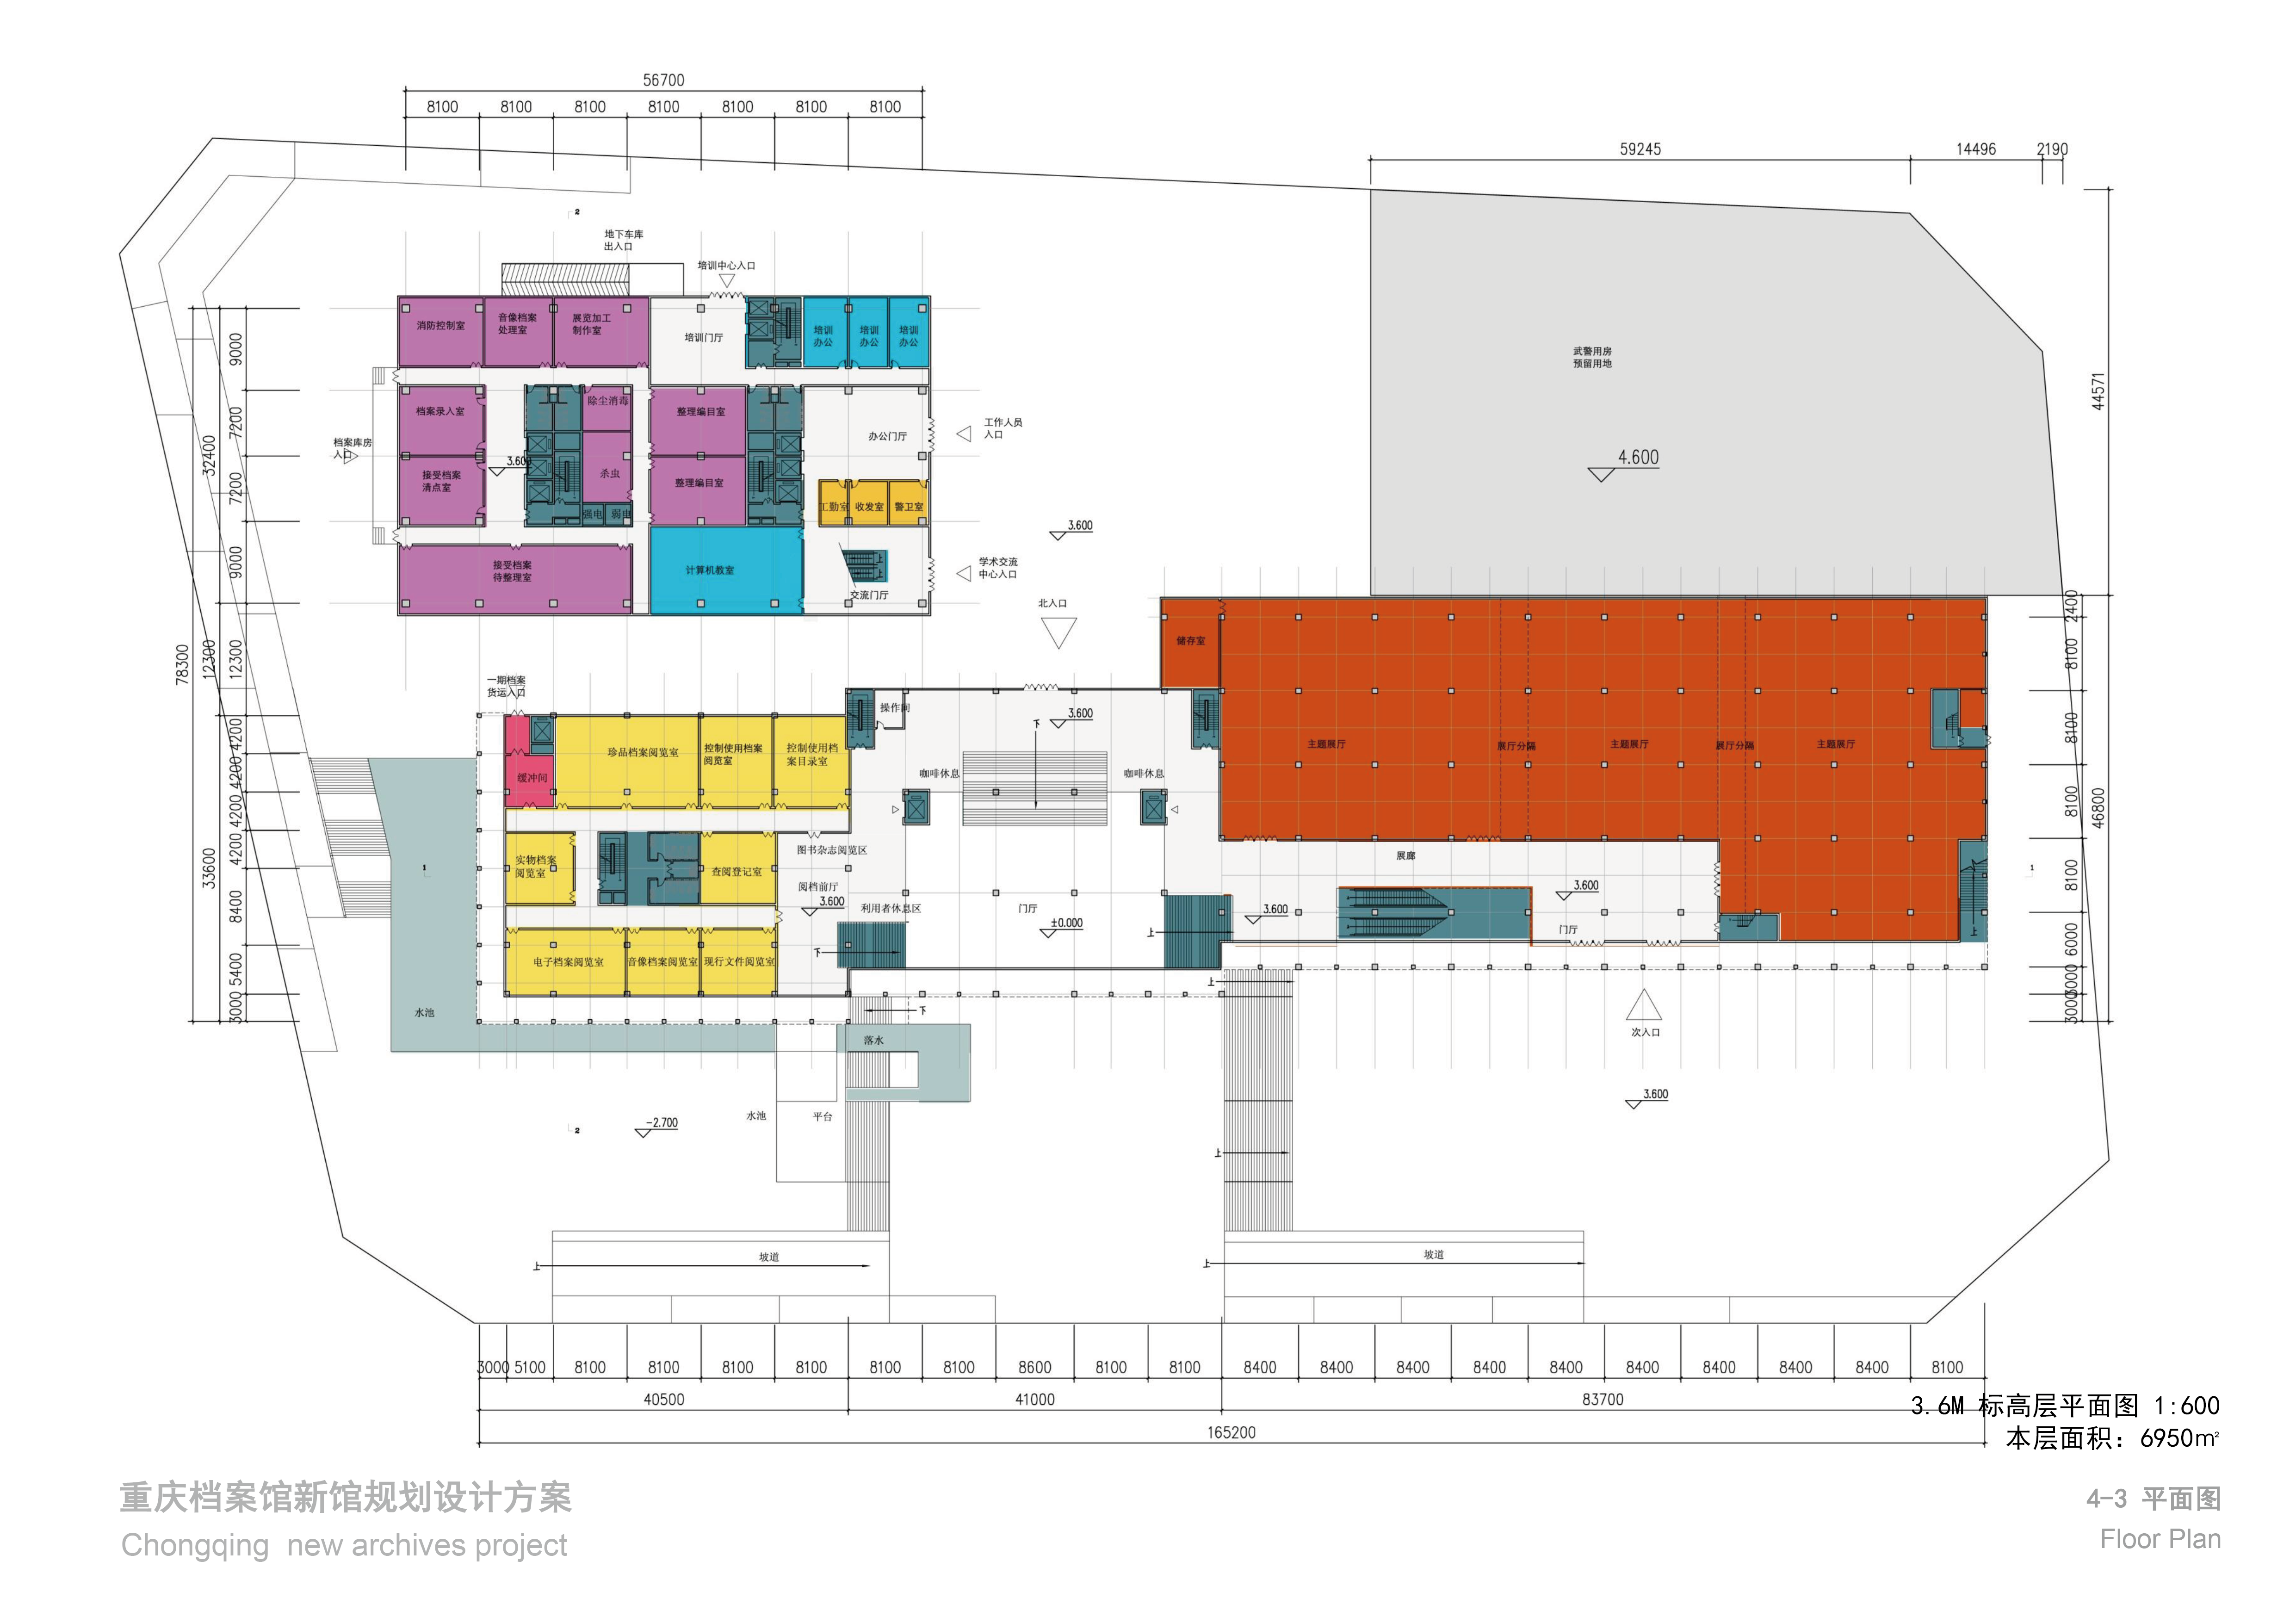 56700
8100 8100 8100 8100 8100 8100 8100
59245 14496 2190
2
地下车库
出入口
培训中心入口
消防控制室
音像档案
处理室
展览加工
制作室
培训门厅
培训
办公
培训
办公
培训
办公
武警用房
预留用地
4.600
44571
9000
7200
7200
9000
32400
12300
12300
78300
档案录入室
除尘消毒
整理编目室
办公门厅
工作人员
入口
档案库房
入口
接受档案
清点室
3.600
杀虫
整理编目室
强电
弱电
工勤室
收发室
警卫室
3.600
接受档案
待整理室
计算机教室
交流门厅
学术交流
中心入口
北入口
储存室
一期档案
货运入口
操作间
3.600
下
缓冲间
珍品档案阅览室
控制使用档案
阅览室
控制使用档
案目录室
咖啡休息
咖啡休息
主题展厅
展厅分隔
主题展厅
展厅分隔
主题展厅
2400
8100
8100
8100
8100
6000
3000
3000
46800
4200
4200
4200
4200
8400
5400
3000
33600
1
实物档案
阅览室
查阅登记室
图书杂志阅览区
阅档前厅
3.600
利用者休息区
门厅
±0.000
展廊
3.600
3.600
门厅
上
上
1
电子档案阅览室
音像档案阅览室
现行文件阅览室
下
上
下
水池
落水
次入口
水池
平台
-2.700
2
3.600
上
坡道
上
坡道
上
3000 5100 8100 8100 8100 8100 8100 8100 8600 8100 8100 8400 8400 8400 8400 8400 8400 8400 8400 8400 8100
40500 41000 83700
165200
3.6M 标高层平面图 1:600
本层面积：6950㎡
重庆档案馆新馆规划设计方案
Chongqing new archives project
4-3 平面图
Floor Plan